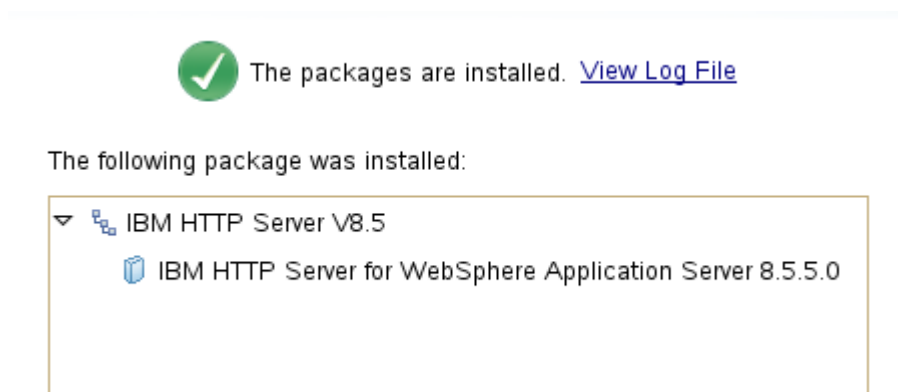 The packages are installed. View Log File
The following package was installed:
IBM HTTP Server V8.5
IBM HTTP Server for WebSphere Application Server 8.5.5.0